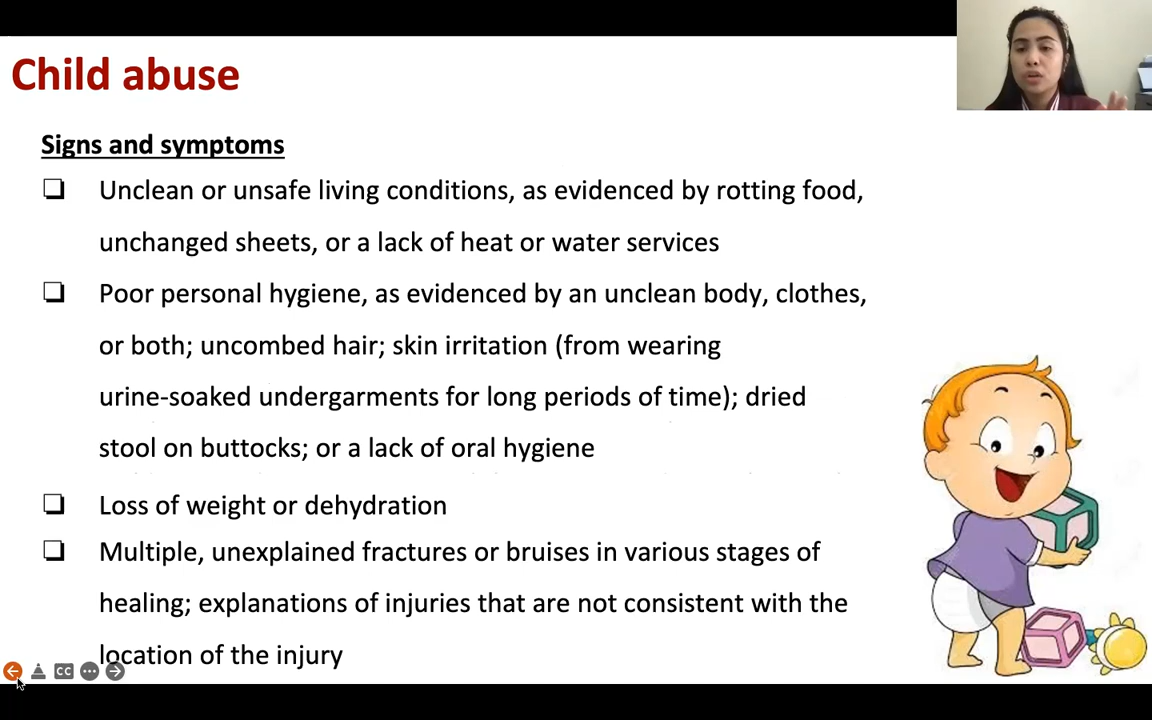 Child abuse
Signs and symptoms
❑ Unclean or unsafe living conditions, as evidenced by rotting food,
unchanged sheets, or a lack of heat or water services
❑ Poor personal hygiene, as evidenced by an unclean body, clothes,
or both; uncombed hair; skin irritation (from wearing
urine-soaked undergarments for long periods of time); dried
stool on buttocks; or a lack of oral hygiene
❑ Loss of weight or dehydration
❑ Multiple, unexplained fractures or bruises in various stages of
healing; explanations of injuries that are not consistent with the
location of the injury
CC